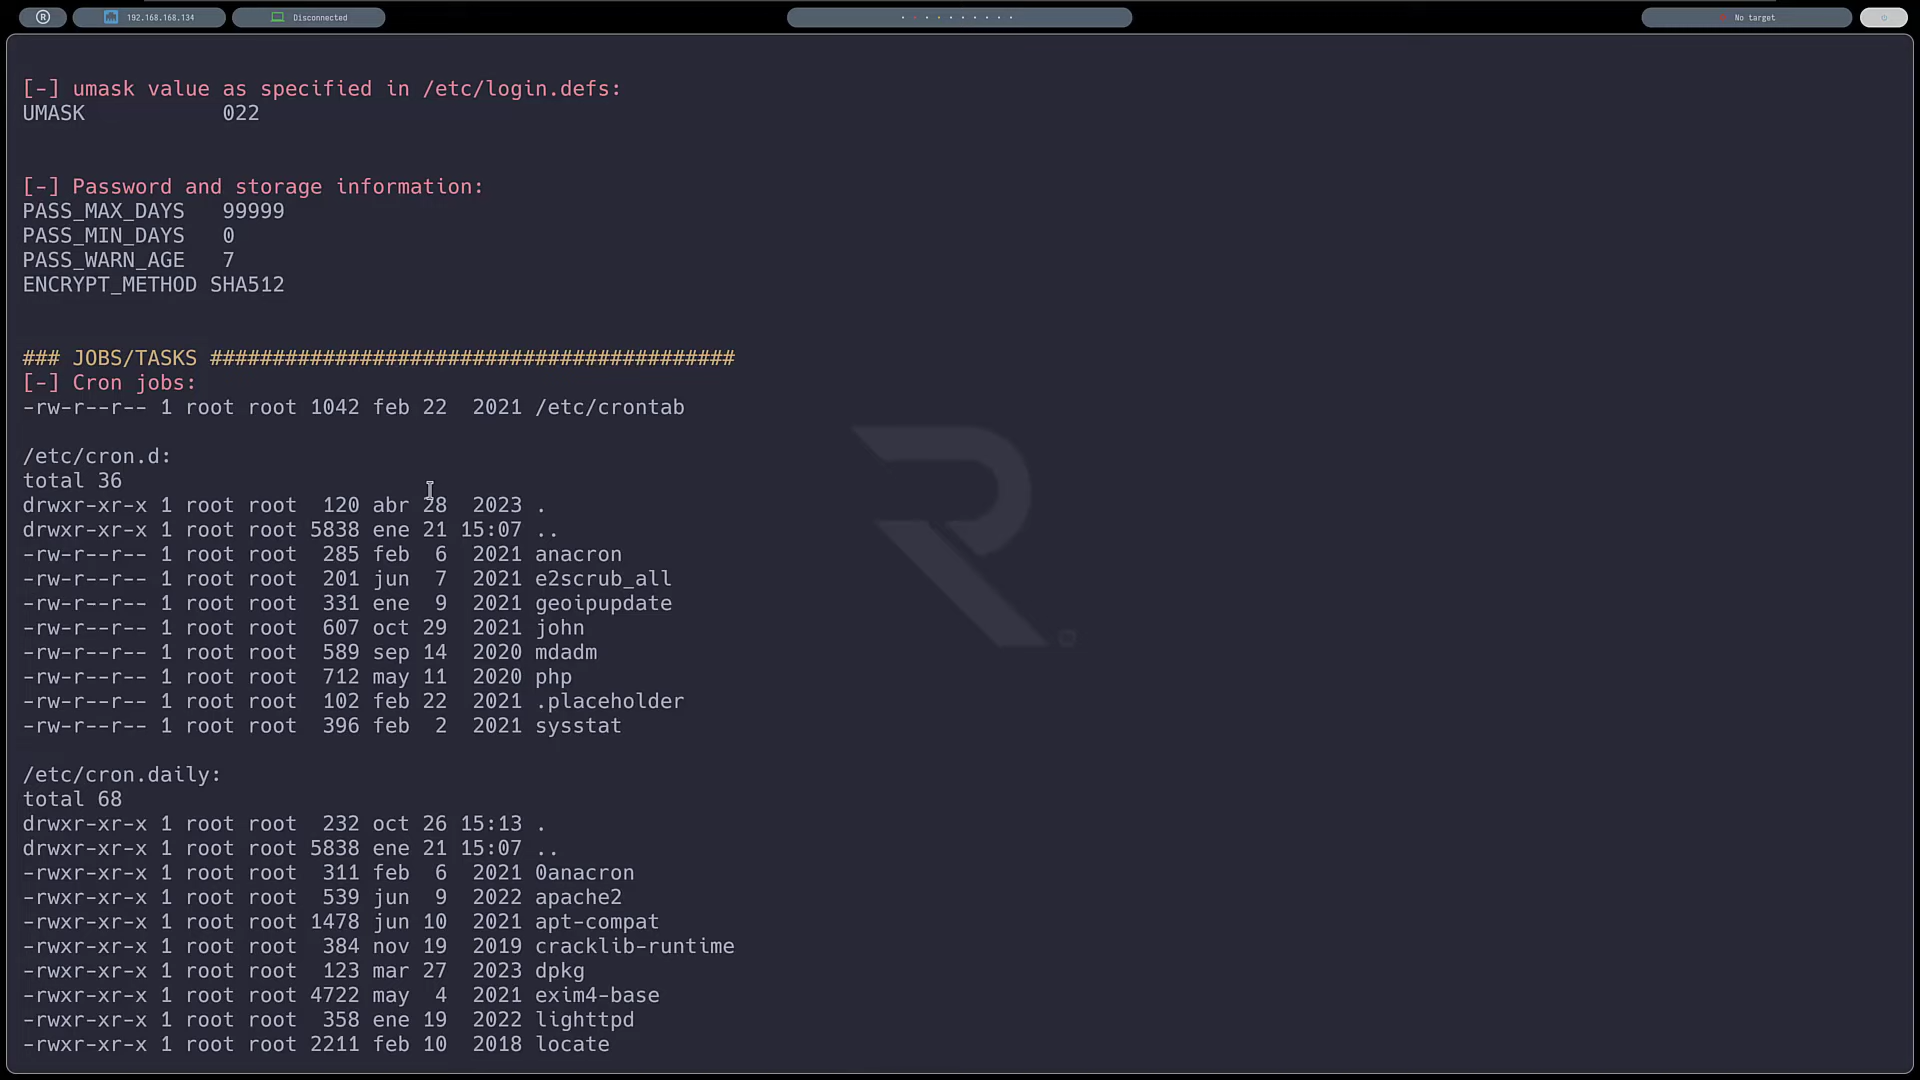 192.168.168.134
Disconnected
No target
[-] umask value as specified in /etc/login.defs:
UMASK           022
[-] Password and storage information:
PASS_MAX_DAYS   99999
PASS_MIN_DAYS   0
PASS_WARN_AGE   7
ENCRYPT_METHOD SHA512
### JOBS/TASKS ##########################################
[-] Cron jobs:
-rw-r--r-- 1 root root 1042 feb 22  2021 /etc/crontab
/etc/cron.d:
total 36
drwxr-xr-x 1 root root  120 abr 28  2023 .
drwxr-xr-x 1 root root 5838 ene 21 15:07 ..
-rw-r--r-- 1 root root  285 feb  6  2021 anacron
-rw-r--r-- 1 root root  201 jun  7  2021 e2scrub_all
-rw-r--r-- 1 root root  331 ene  9  2021 geoipupdate
-rw-r--r-- 1 root root  607 oct 29  2021 john
-rw-r--r-- 1 root root  589 sep 14  2020 mdadm
-rw-r--r-- 1 root root  712 may 11  2020 php
-rw-r--r-- 1 root root  102 feb 22  2021 .placeholder
-rw-r--r-- 1 root root  396 feb  2  2021 sysstat
/etc/cron.daily:
total 68
drwxr-xr-x 1 root root  232 oct 26 15:13 .
drwxr-xr-x 1 root root 5838 ene 21 15:07 ..
-rwxr-xr-x 1 root root  311 feb  6  2021 0anacron
-rwxr-xr-x 1 root root  539 jun  9  2022 apache2
-rwxr-xr-x 1 root root 1478 jun 10  2021 apt-compat
-rwxr-xr-x 1 root root  384 nov 19  2019 cracklib-runtime
-rwxr-xr-x 1 root root  123 mar 27  2023 dpkg
-rwxr-xr-x 1 root root 4722 may  4  2021 exim4-base
-rwxr-xr-x 1 root root  358 ene 19  2022 lighttpd
-rwxr-xr-x 1 root root 2211 feb 10  2018 locate